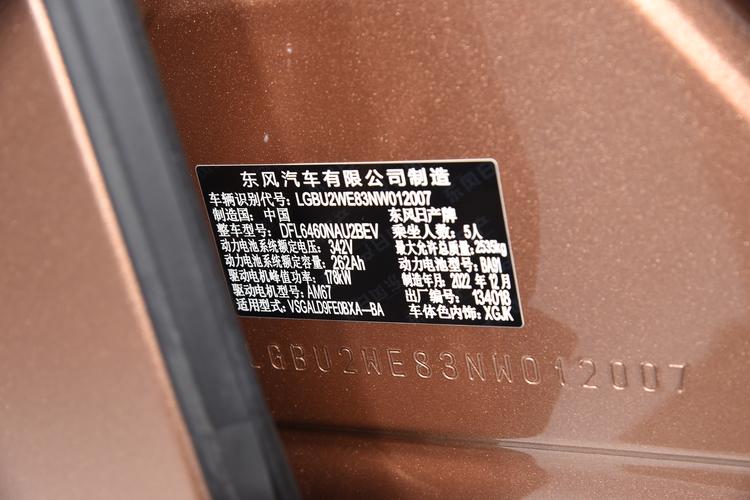 东风汽车有限公司制造
车辆识别代号: LGBU2WE83NW012007
制造国: 中国 东风日产牌
整车型号: DFL6460NAU2BEV 乘坐人数: 5人
动力电池系统额定电压: 342V 最大允许总质量: 2535kg
动力电池系统额定容量: 262Ah 动力电池型号: BA91
驱动电机峰值功率: 178kW 制造年月: 2022 年 12 月
驱动电机型号: AM67 出厂编号: 134018
适用型式: VSGALD9FE0BXA-BA 车体色内饰: XGJK
LGBU2WE83NW012007